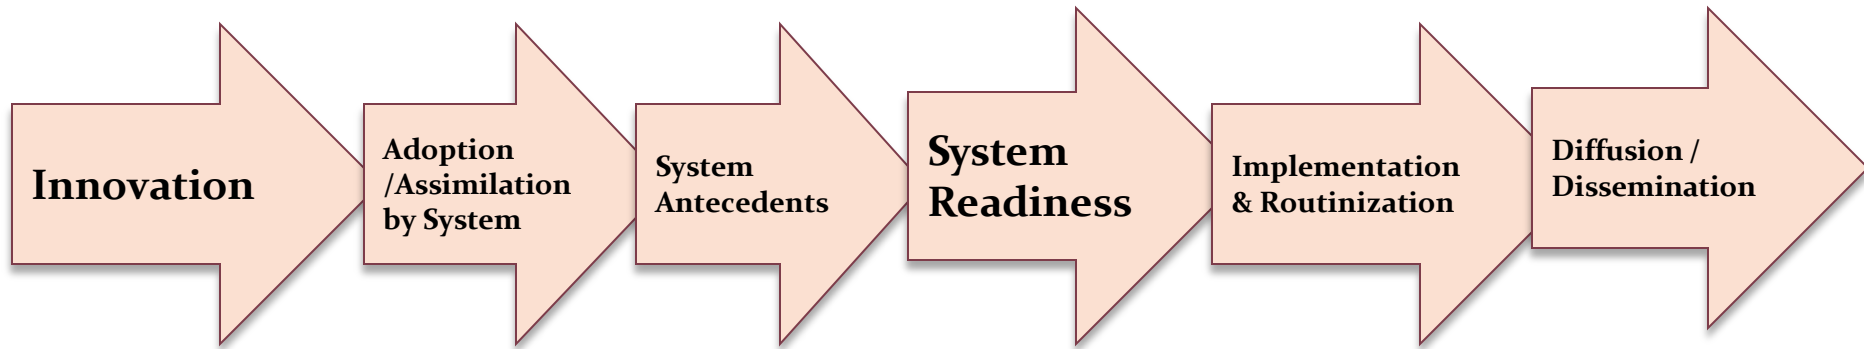 Innovation
Adoption
/Assimilation
by System
System
Antecedents
System
Readiness
Implementation
& Routinization
Diffusion /
Dissemination